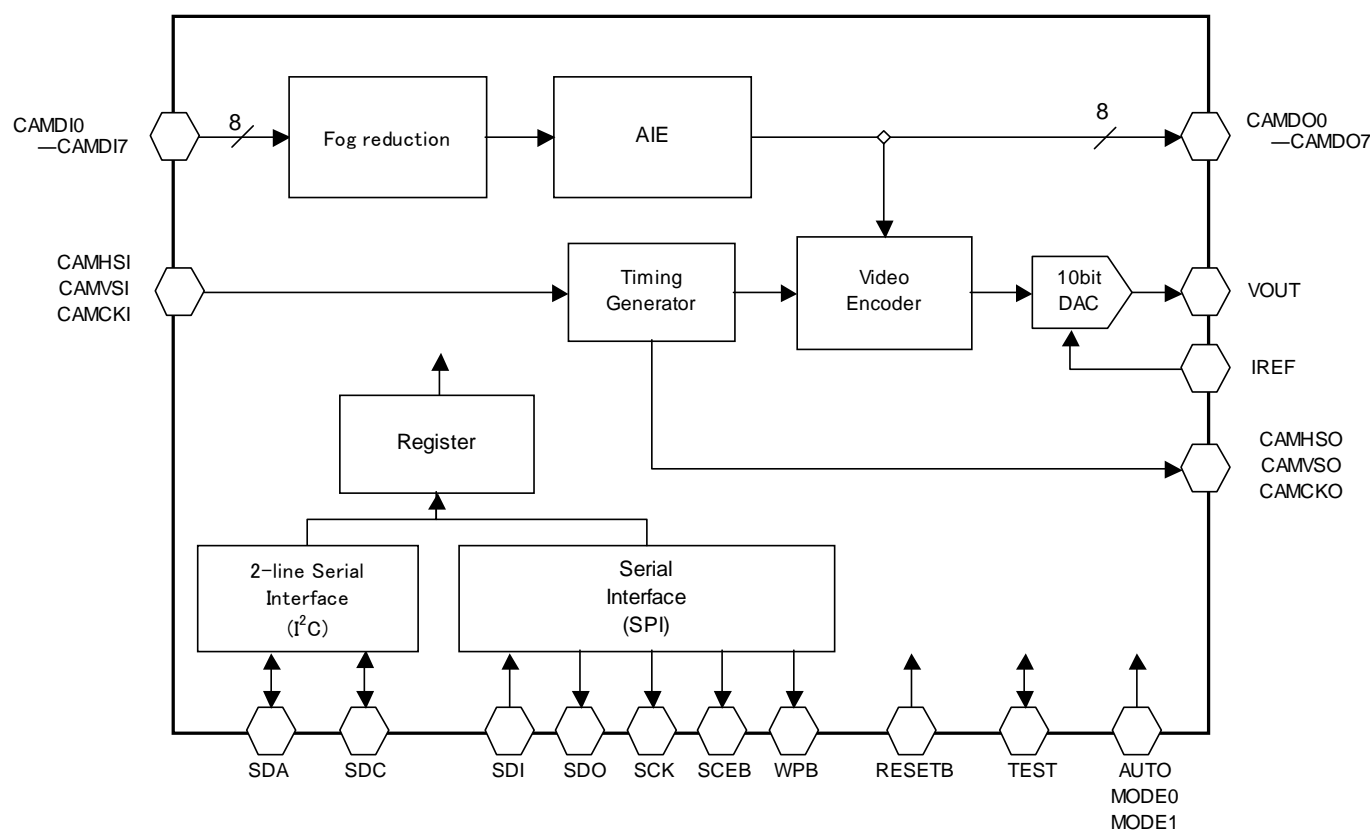 CAMDI0
—CAMDI7
8
Fog reduction
AIE
8
CAMDO0
—CAMDO7
CAMHSI
CAMVSI
CAMCKI
Timing
Generator
Video
Encoder
10bit
DAC
VOUT
IREF
Register
CAMHSO
CAMVSO
CAMCKO
2-line Serial
Interface
(I²C)
Serial
Interface
(SPI)
SDA
SDC
SDI
SDO
SCK
SCEB
WPB
RESETB
TEST
AUTO
MODE0
MODE1